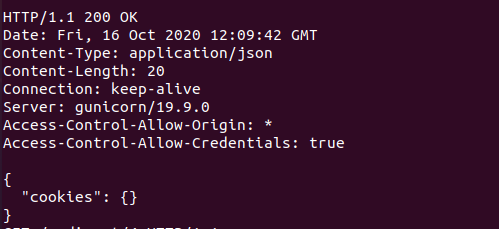 HTTP/1.1 200 OK
Date: Fri, 16 Oct 2020 12:09:42 GMT
Content-Type: application/json
Content-Length: 20
Connection: keep-alive
Server: gunicorn/19.9.0
Access-Control-Allow-Origin: *
Access-Control-Allow-Credentials: true

{
  "cookies": {}
}